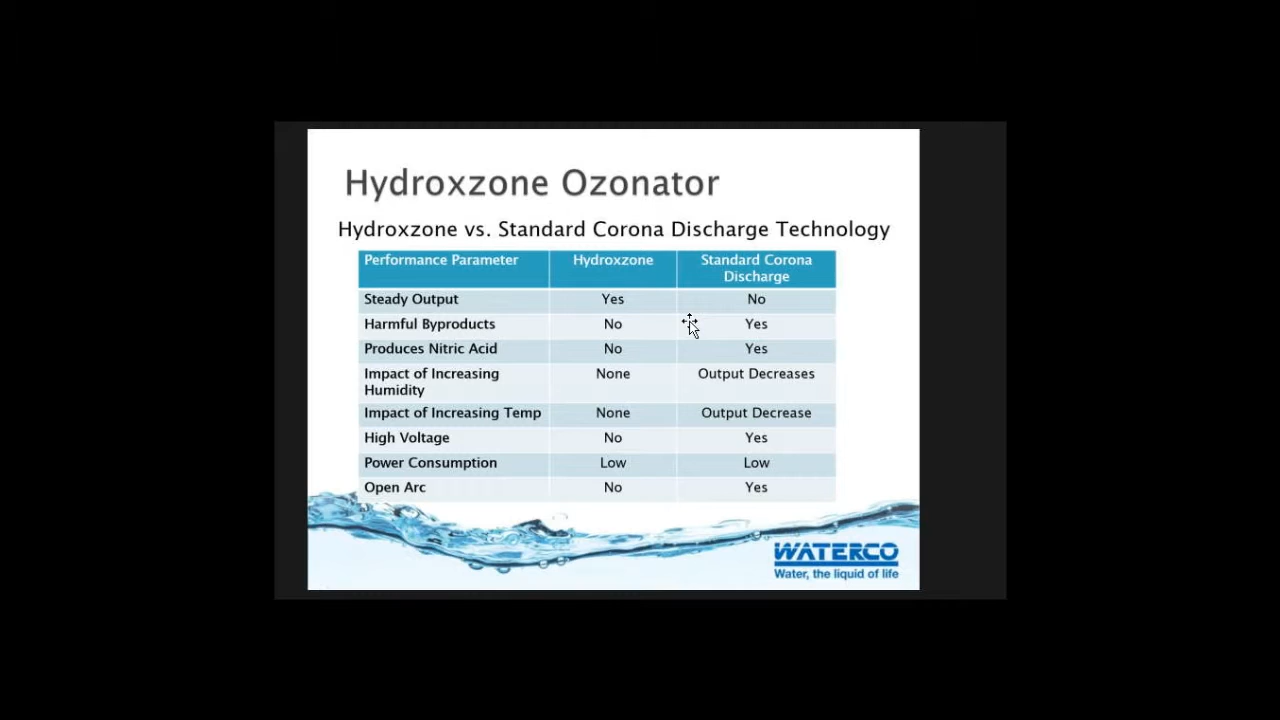 Hydroxzone Ozonator
Hydroxzone vs. Standard Corona Discharge Technology
Performance Parameter Hydroxzone Standard Corona Discharge
Steady Output Yes No
Harmful Byproducts No Yes
Produces Nitric Acid No Yes
Impact of Increasing Humidity None Output Decreases
Impact of Increasing Temp None Output Decrease
High Voltage No Yes
Power Consumption Low Low
Open Arc No Yes
WATERCO
Water, the liquid of life